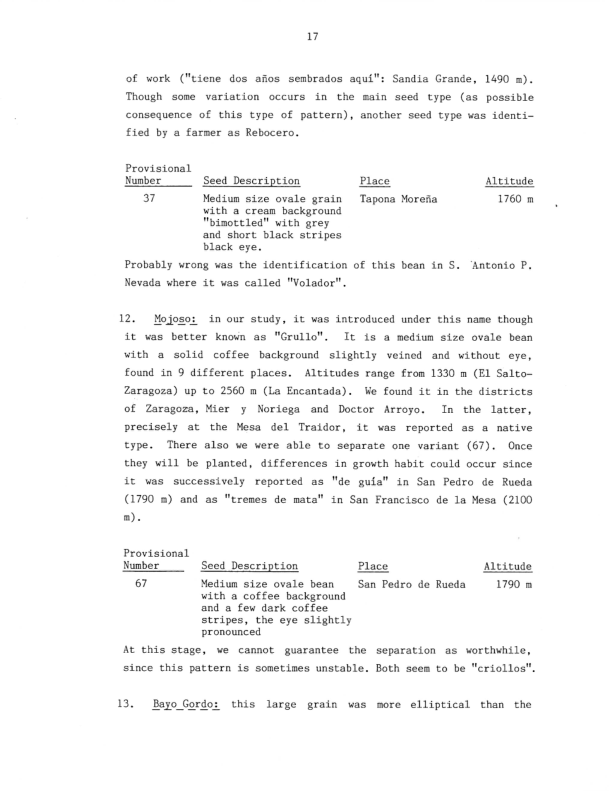 17
of work ("tiene dos años sembrados aquí": Sandia Grande, 1490 m).
Though some variation occurs in the main seed type (as possible
consequence of this type of pattern), another seed type was identi-
fied by a farmer as Rebocero.
Provisional
Number Seed Description Place Altitude
37 Medium size ovale grain Tapona Moreña 1760 m
with a cream background
"bimottled" with grey
and short black stripes
black eye.
Probably wrong was the identification of this bean in S. Antonio P.
Nevada where it was called "Volador".
12. Mojoso: in our study, it was introduced under this name though
it was better known as "Grullo". It is a medium size ovale bean
with a solid coffee background slightly veined and without eye,
found in 9 different places. Altitudes range from 1330 m (El Salto-
Zaragoza) up to 2560 m (La Encantada). We found it in the districts
of Zaragoza, Mier y Noriega and Doctor Arroyo. In the latter,
precisely at the Mesa del Traidor, it was reported as a native
type. There also we were able to separate one variant (67). Once
they will be planted, differences in growth habit could occur since
it was successively reported as "de guía" in San Pedro de Rueda
(1790 m) and as "tremes de mata" in San Francisco de la Mesa (2100
m).
Provisional
Number Seed Description Place Altitude
67 Medium size ovale bean San Pedro de Rueda 1790 m
with a coffee background
and a few dark coffee
stripes, the eye slightly
pronounced
At this stage, we cannot guarantee the separation as worthwhile,
since this pattern is sometimes unstable. Both seem to be "criollos".
13. Bayo Gordo: this large grain was more elliptical than the